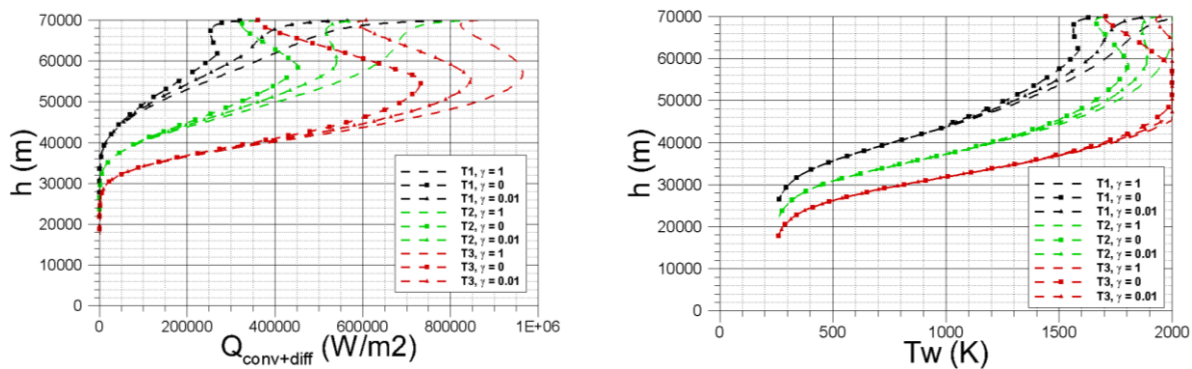 70000
60000
50000
40000
30000
20000
10000
0
h (m)
T1, γ = 1
T1, γ = 0
T1, γ = 0.01
T2, γ = 1
T2, γ = 0
T2, γ = 0.01
T3, γ = 1
T3, γ = 0
T3, γ = 0.01
0 200000 400000 600000 800000 1E+06
Qconv+diff (W/m2)
70000
60000
50000
40000
30000
20000
10000
0
h (m)
T1, γ = 1
T1, γ = 0
T1, γ = 0.01
T2, γ = 1
T2, γ = 0
T2, γ = 0.01
T3, γ = 1
T3, γ = 0
T3, γ = 0.01
0 500 1000 1500 2000
Tw (K)